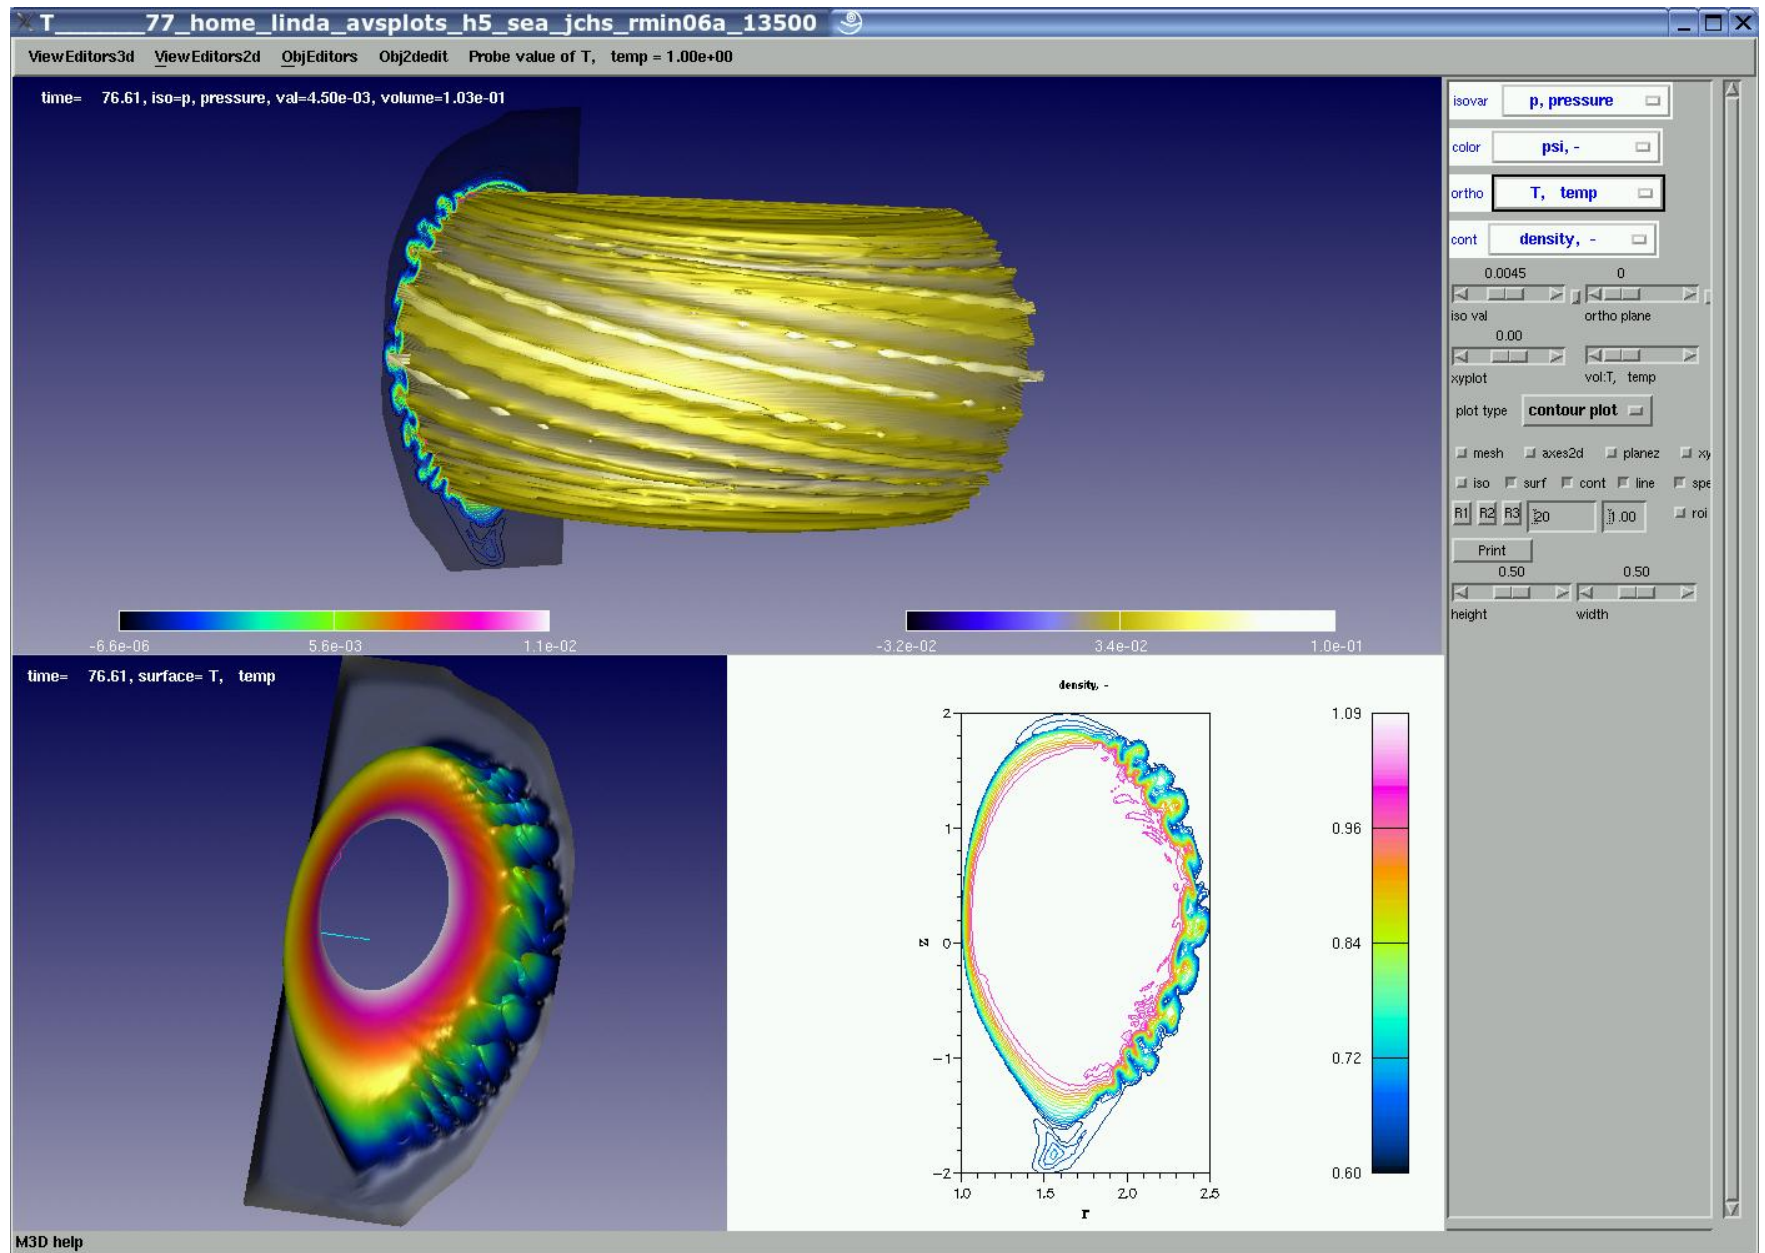 T______77_home_linda_avsplots_h5_sea_jchs_rmin06a_13500
ViewEditors3d ViewEditors2d ObjEditors Obj2dedit Probe value of T, temp = 1.00e+00
time= 76.61, iso=p, pressure, val=4.50e-03, volume=1.03e-01
-6.6e-06 5.6e-03 1.1e-02
-3.2e-02 3.4e-02 1.0e-01
time= 76.61, surface= T, temp
density, -
2
1
0
-1
-2
z
1.0 1.5 2.0 2.5
r
1.09
0.96
0.84
0.72
0.60
isovar p, pressure
color psi, -
ortho T, temp
cont density, -
0.0045 0
iso val ortho plane
0.00
xyplot vol:T, temp
plot type contour plot
mesh axes2d planez xy
iso surf cont line spe
R1 R2 R3 20 1.00 roi
Print
0.50 0.50
height width
M3D help